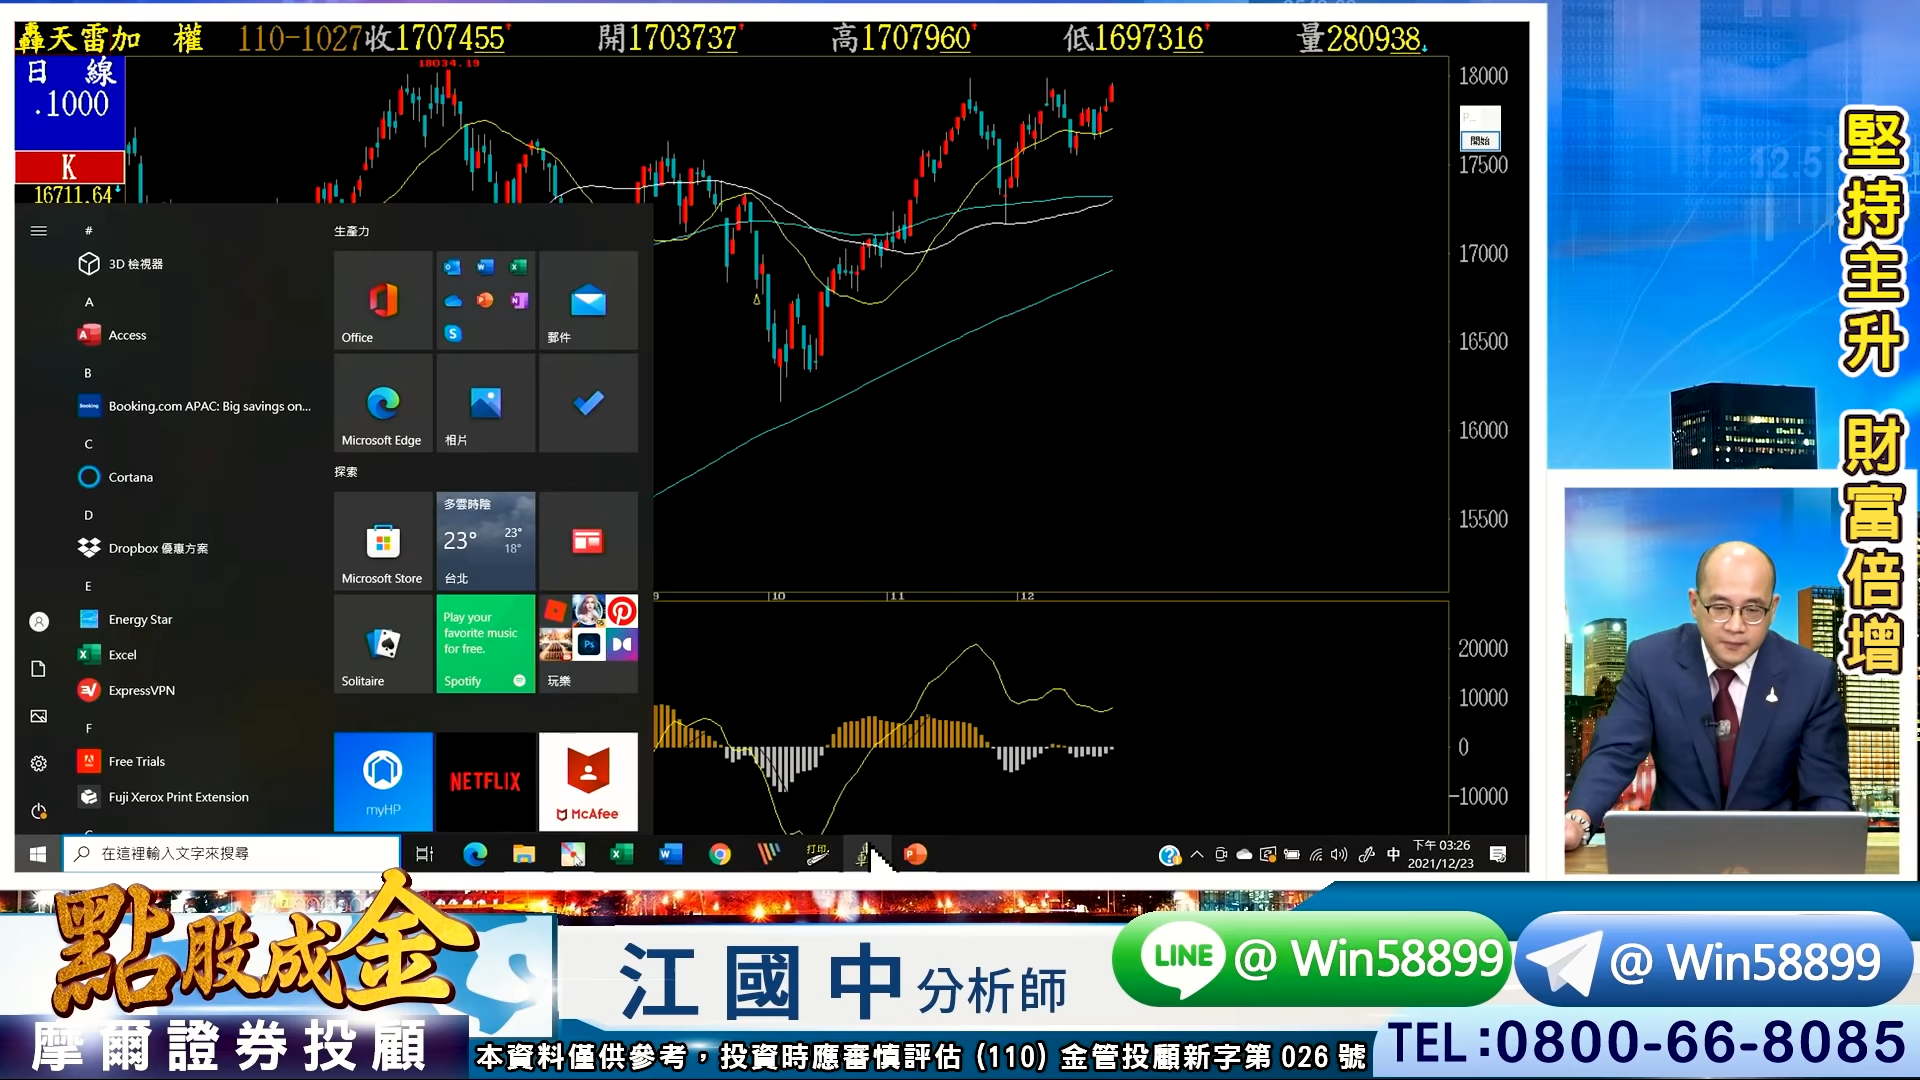 轟天雷加 權 110-1027收1707455 開1703737 高1707960 低1697316 量280938
日 線
.1000
K
16711.64
18034.19
18000
開始
17500
17000
16500
16000
15500
9 10 11 12
20000
10000
0
-10000
#
3D 檢視器
A
Access
B
Booking.com APAC: Big savings on...
C
Cortana
D
Dropbox 優惠方案
E
Energy Star
Excel
ExpressVPN
F
Free Trials
Fuji Xerox Print Extension
生產力
Office
郵件
Microsoft Edge
相片
探索
Microsoft Store
多雲時陰
23°
23°
18°
台北
Solitaire
Play your
favorite music
for free.
Spotify
玩樂
myHP
NETFLIX
McAfee
在這裡輸入文字來搜尋
打印
中
下午 03:26
2021/12/23
堅持主升 財富倍增
點股成金
摩爾證券投顧
江國中分析師
LINE @ Win58899
@ Win58899
TEL:0800-66-8085
本資料僅供參考，投資時應審慎評估 (110) 金管投顧新字第 026 號